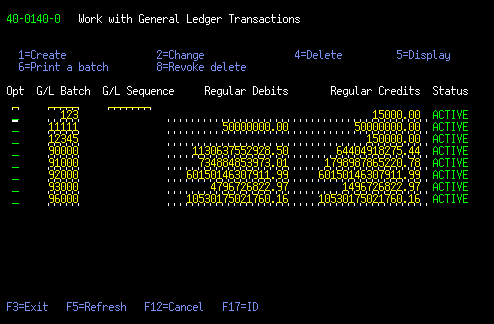 40-0140-0 Work with General Ledger Transactions
1=Create 2=Change 4=Delete 5=Display
6=Print a batch 8=Revoke delete
Opt G/L Batch G/L Sequence Regular Debits Regular Credits Status
123 15000.00 ACTIVE
11111 50000000.00 50000000.00 ACTIVE
12345 150000.00 ACTIVE
90000 1130637552928.50 64404918275.44 ACTIVE
91000 734884853973.01 1798987865220.78 ACTIVE
92000 60150146307911.99 60150146307911.99 ACTIVE
93000 4796726822.97 1496726822.97 ACTIVE
96000 10530175021760.16 10530175021760.16 ACTIVE
F3=Exit F5=Refresh F12=Cancel F17=ID